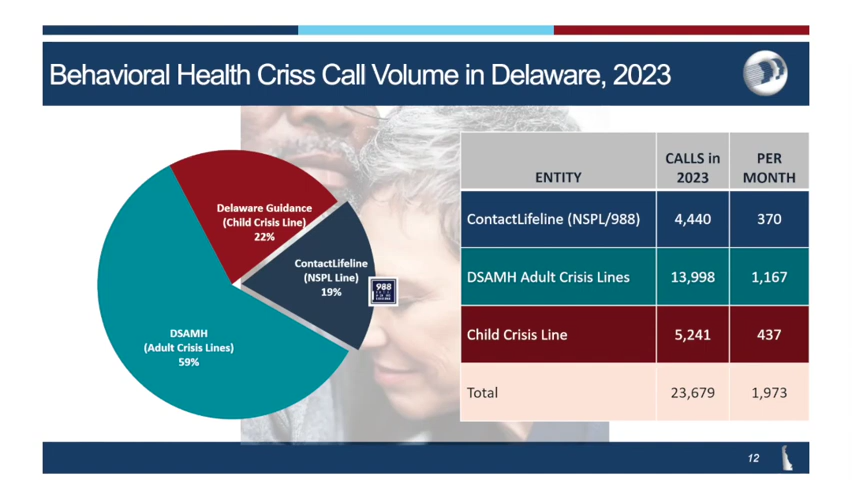 Behavioral Health Criss Call Volume in Delaware, 2023
Delaware Guidance
(Child Crisis Line)
22%
ContactLifeline
(NSPL Line)
19%
988
DSAMH
(Adult Crisis Lines)
59%
ENTITY CALLS in 2023 PER MONTH
ContactLifeline (NSPL/988) 4,440 370
DSAMH Adult Crisis Lines 13,998 1,167
Child Crisis Line 5,241 437
Total 23,679 1,973
12